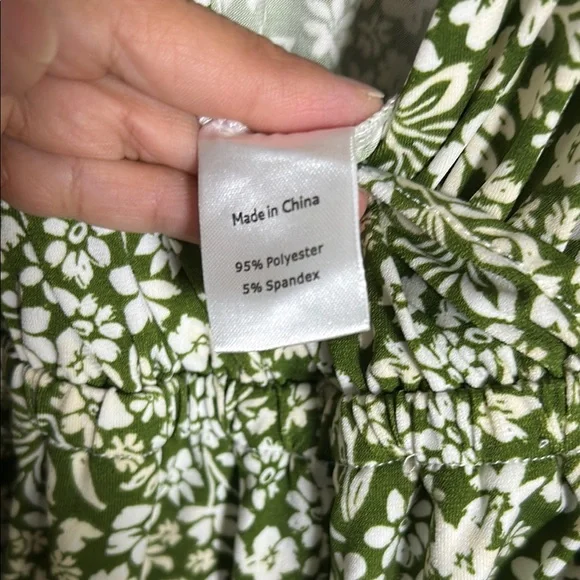 Made in China
95% Polyester
5% Spandex